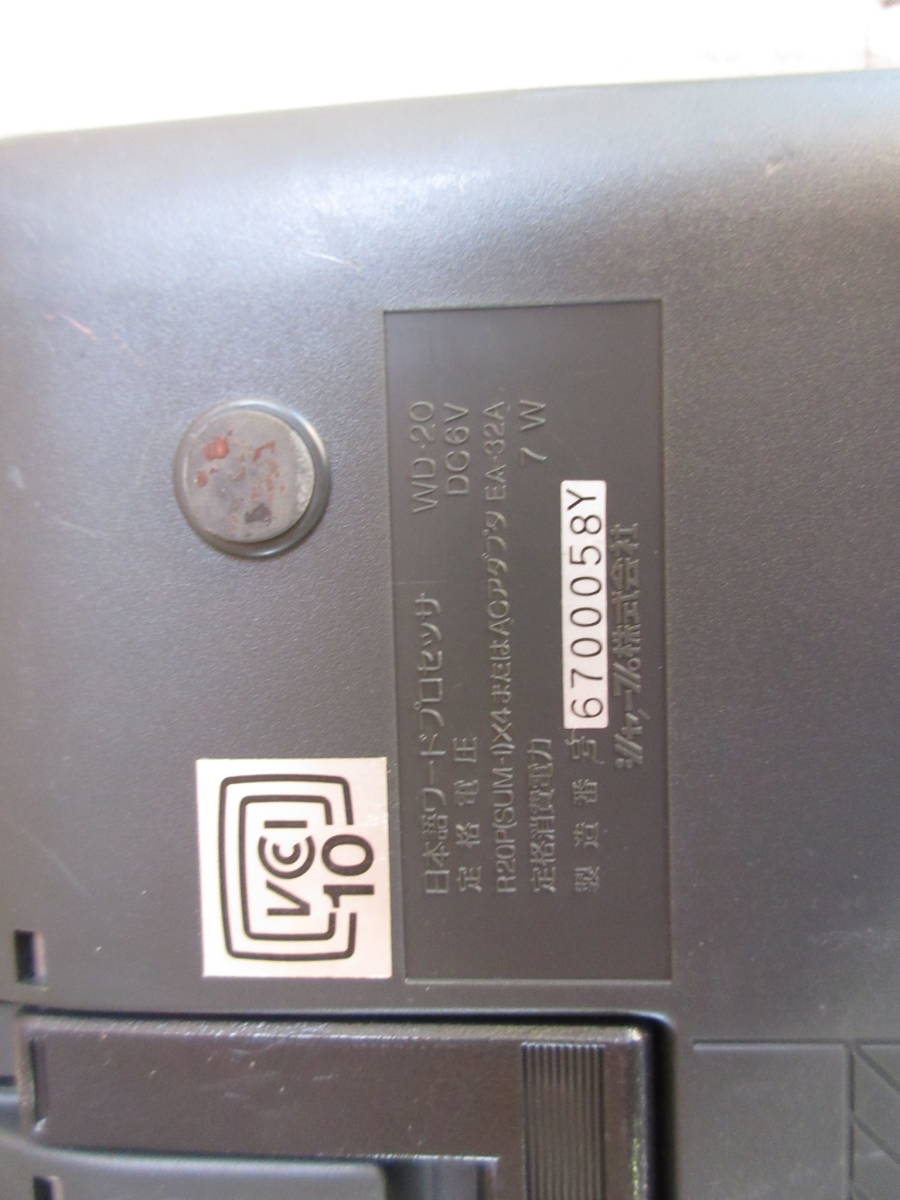 日本語ワードプロセッサ WD-20
定格電圧 DC6V
R20P(SUM-1)×4またはACアダプタ EA-32A
定格消費電力 7W
製造番号 67000058Y
シャープ株式会社
VCI
10